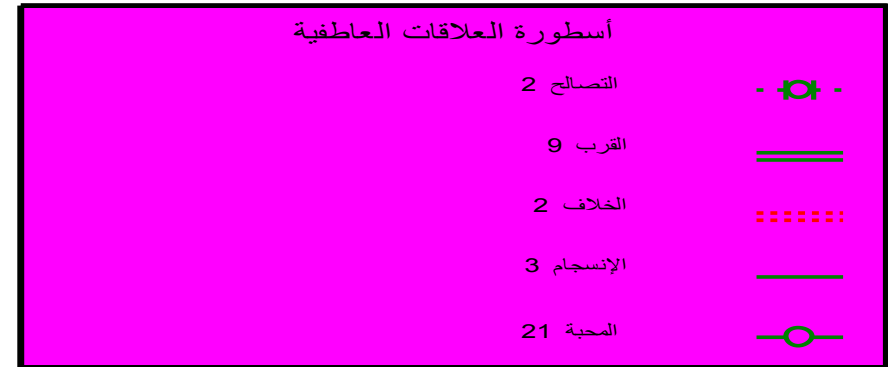 أسطورة العلاقات العاطفية
التصالح 2
القرب 9
الخلاف 2
الإنسجام 3
المحبة 21